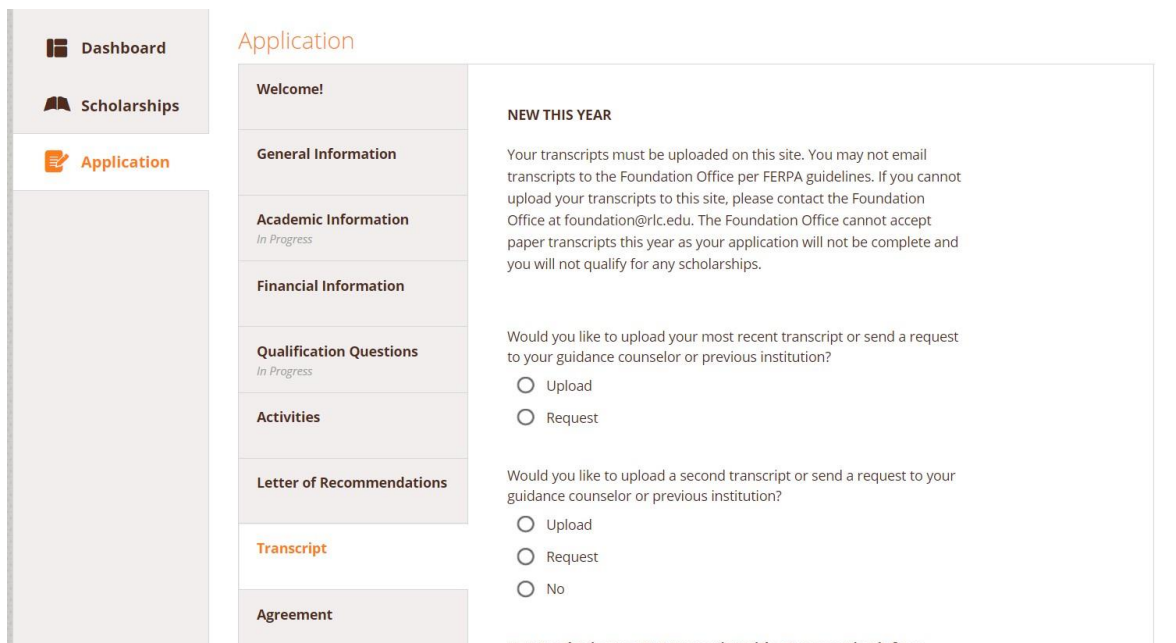 Dashboard
Scholarships
Application
Application
Welcome!
General Information
Academic Information
In Progress
Financial Information
Qualification Questions
In Progress
Activities
Letter of Recommendations
Transcript
Agreement
NEW THIS YEAR
Your transcripts must be uploaded on this site. You may not email
transcripts to the Foundation Office per FERPA guidelines. If you cannot
upload your transcripts to this site, please contact the Foundation
Office at foundation@rlc.edu. The Foundation Office cannot accept
paper transcripts this year as your application will not be complete and
you will not qualify for any scholarships.
Would you like to upload your most recent transcript or send a request
to your guidance counselor or previous institution?
Upload
Request
Would you like to upload a second transcript or send a request to your
guidance counselor or previous institution?
Upload
Request
No